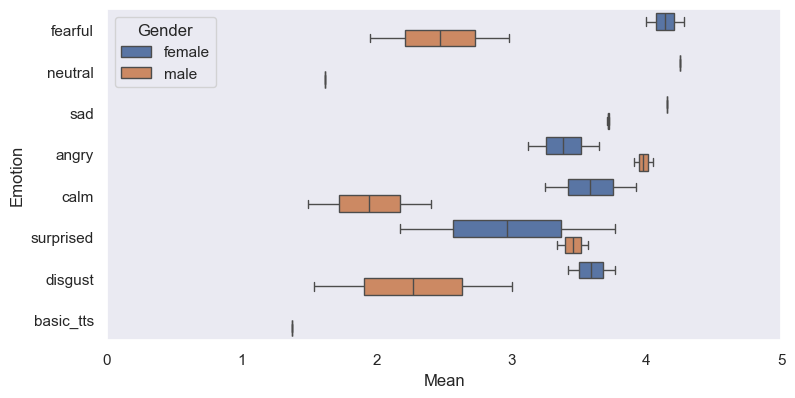 Gender
female
male
fearful
neutral
sad
angry
calm
surprised
disgust
basic_tts
Emotion
0 1 2 3 4 5
Mean